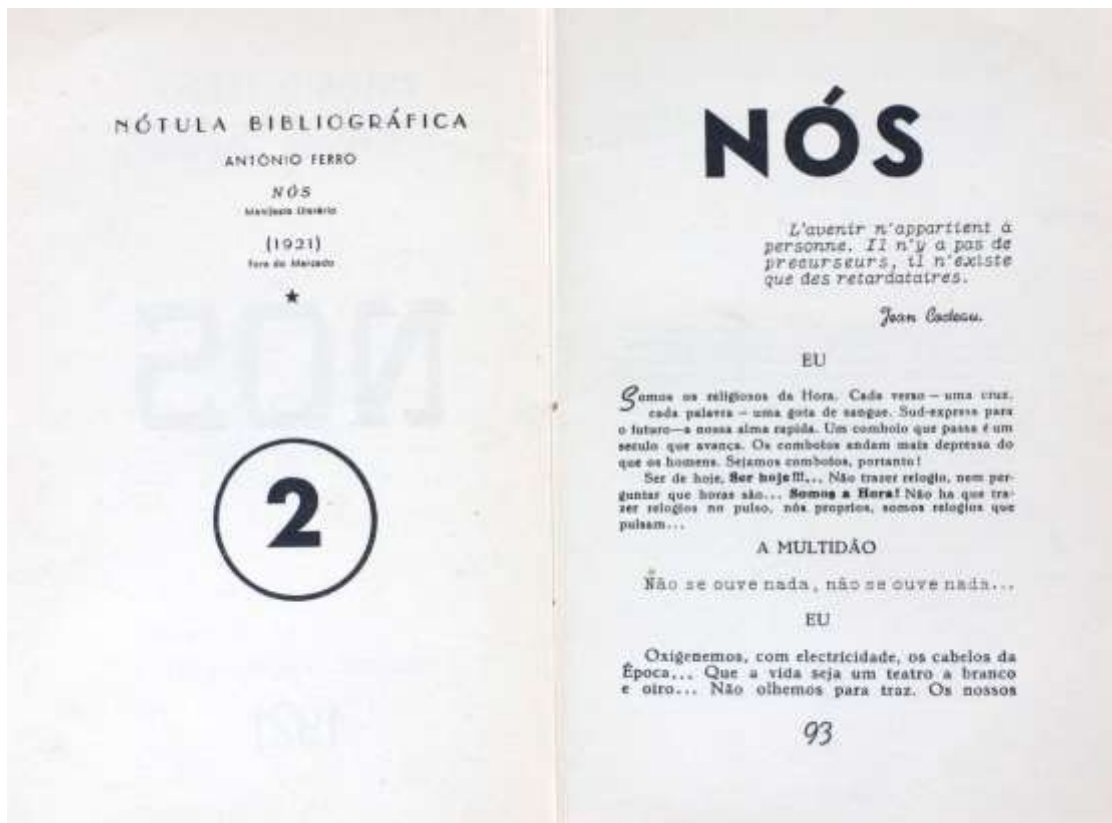 NÓTULA BIBLIOGRÁFICA
ANTÓNIO FERRO
NÓS
Manifesto literário
(1921)
Fora do Mercado
2
NÓS
L'avenir n'appartient à
personne. Il n'y a pas de
precurseurs, il n'existe
que des retardataires.
Jean Cocteau.
EU
Somos os religiosos da Hora. Cada verso — uma cruz,
cada palavra — uma gota de sangue. Sud-express para
o futuro—a nossa alma rapida. Um comboio que passa é um
seculo que avança. Os comboios andam mais depressa do
que os homens. Sejamos comboios, portanto!
Ser de hoje, Ser hoje!!!... Não trazer relogio, nem per-
guntar que horas são... Somos a Hora! Não ha que tra-
zer relogios no pulso, nós proprios, somos relogios que
pulsam...
A MULTIDÃO
Não se ouve nada, não se ouve nada...
EU
Oxigenemos, com electricidade, os cabelos da
Época... Que a vida seja um teatro a branco
e oiro... Não olhemos para traz. Os nossos
93